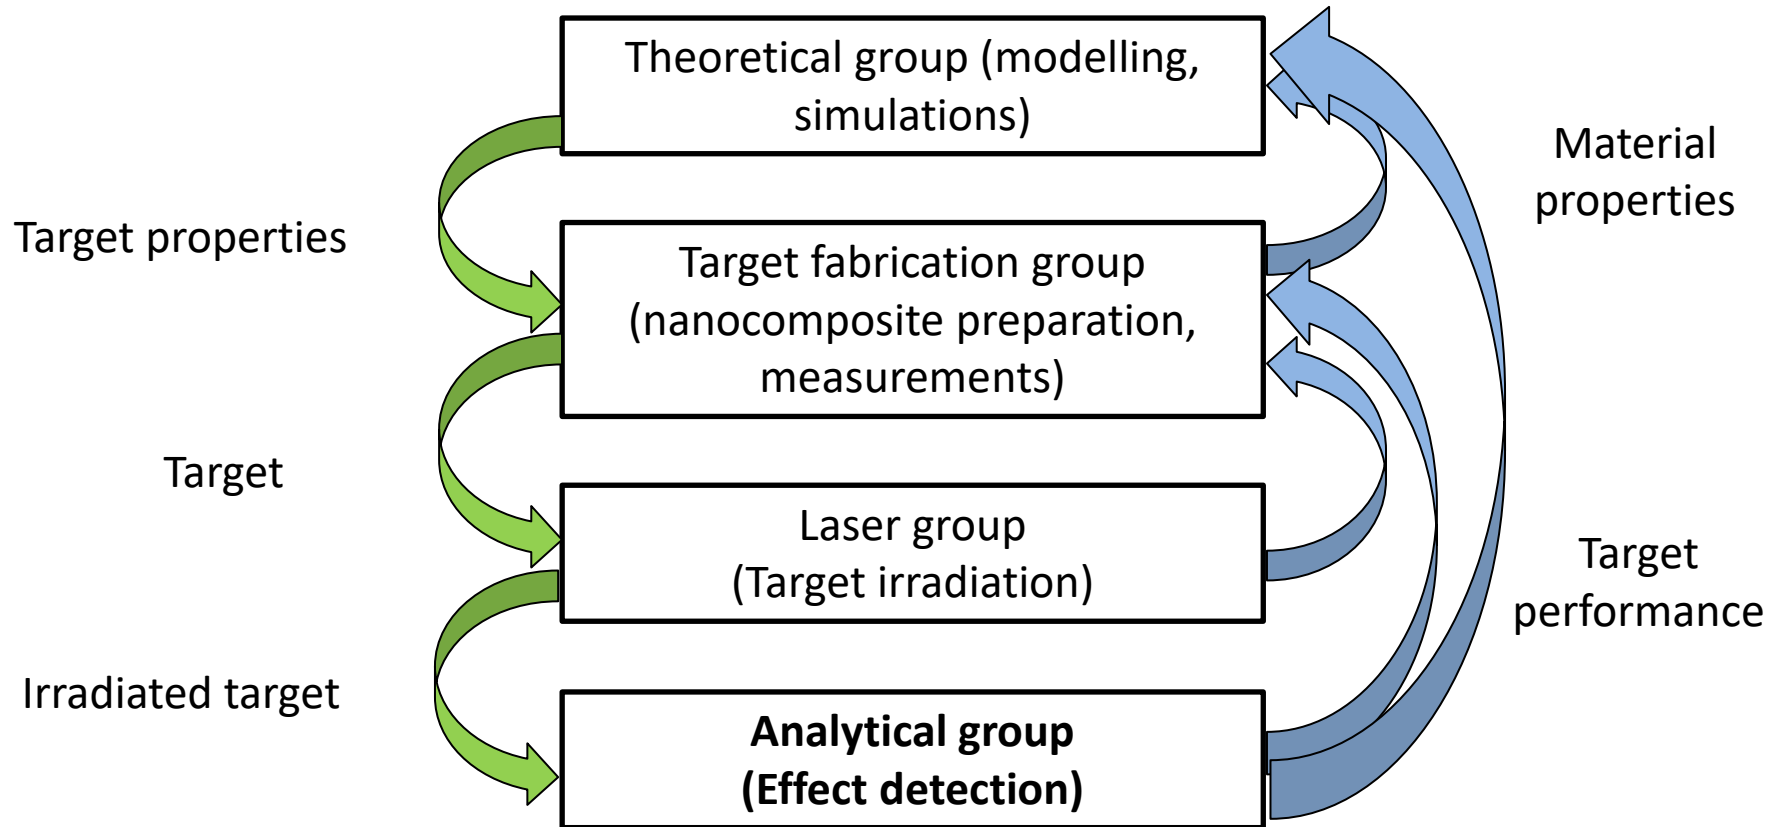 Theoretical group (modelling,
simulations)
Material
properties
Target properties
Target fabrication group
(nanocomposite preparation,
measurements)
Target
Laser group
(Target irradiation)
Target
performance
Irradiated target
Analytical group
(Effect detection)